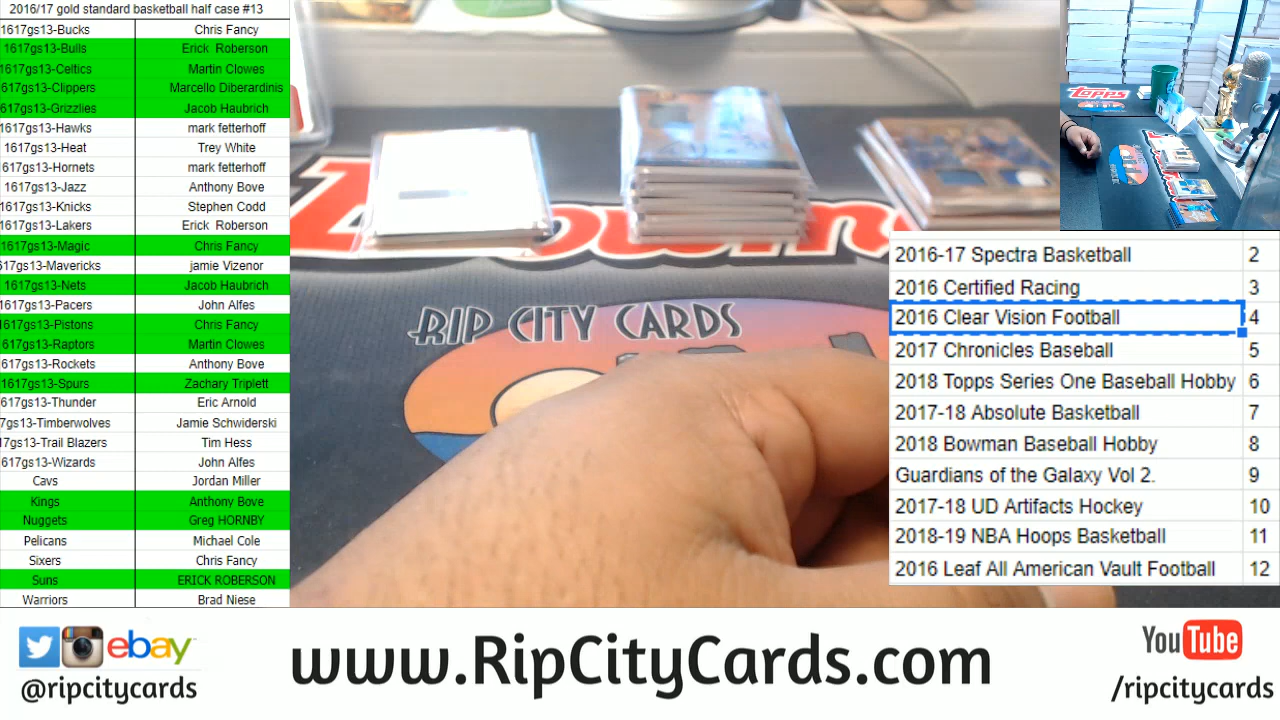 2016/17 gold standard basketball half case #13
1617gs13-Bucks Chris Fancy
1617gs13-Bulls Erick Roberson
1617gs13-Celtics Martin Clowes
617gs13-Clippers Marcello Diberardinis
617gs13-Grizzlies Jacob Haubrich
1617gs13-Hawks mark fetterhoff
1617gs13-Heat Trey White
1617gs13-Hornets mark fetterhoff
1617gs13-Jazz Anthony Bove
1617gs13-Knicks Stephen Codd
1617gs13-Lakers Erick Roberson
1617gs13-Magic Chris Fancy
617gs13-Mavericks jamie Vizenor
1617gs13-Nets Jacob Haubrich
1617gs13-Pacers John Alfes
1617gs13-Pistons Chris Fancy
1617gs13-Raptors Martin Clowes
1617gs13-Rockets Anthony Bove
1617gs13-Spurs Zachary Triplett
617gs13-Thunder Eric Arnold
7gs13-Timberwolves Jamie Schwiderski
17gs13-Trail Blazers Tim Hess
1617gs13-Wizards John Alfes
Cavs Jordan Miller
Kings Anthony Bove
Nuggets Greg HORNBY
Pelicans Michael Cole
Sixers Chris Fancy
Suns ERICK ROBERSON
Warriors Brad Niese
RIP CITY CARDS
Topps
2016-17 Spectra Basketball 2
2016 Certified Racing 3
2016 Clear Vision Football 4
2017 Chronicles Baseball 5
2018 Topps Series One Baseball Hobby 6
2017-18 Absolute Basketball 7
2018 Bowman Baseball Hobby 8
Guardians of the Galaxy Vol 2. 9
2017-18 UD Artifacts Hockey 10
2018-19 NBA Hoops Basketball 11
2016 Leaf All American Vault Football 12
ebay
@ripcitycards
www.RipCityCards.com
YouTube
/ripcitycards